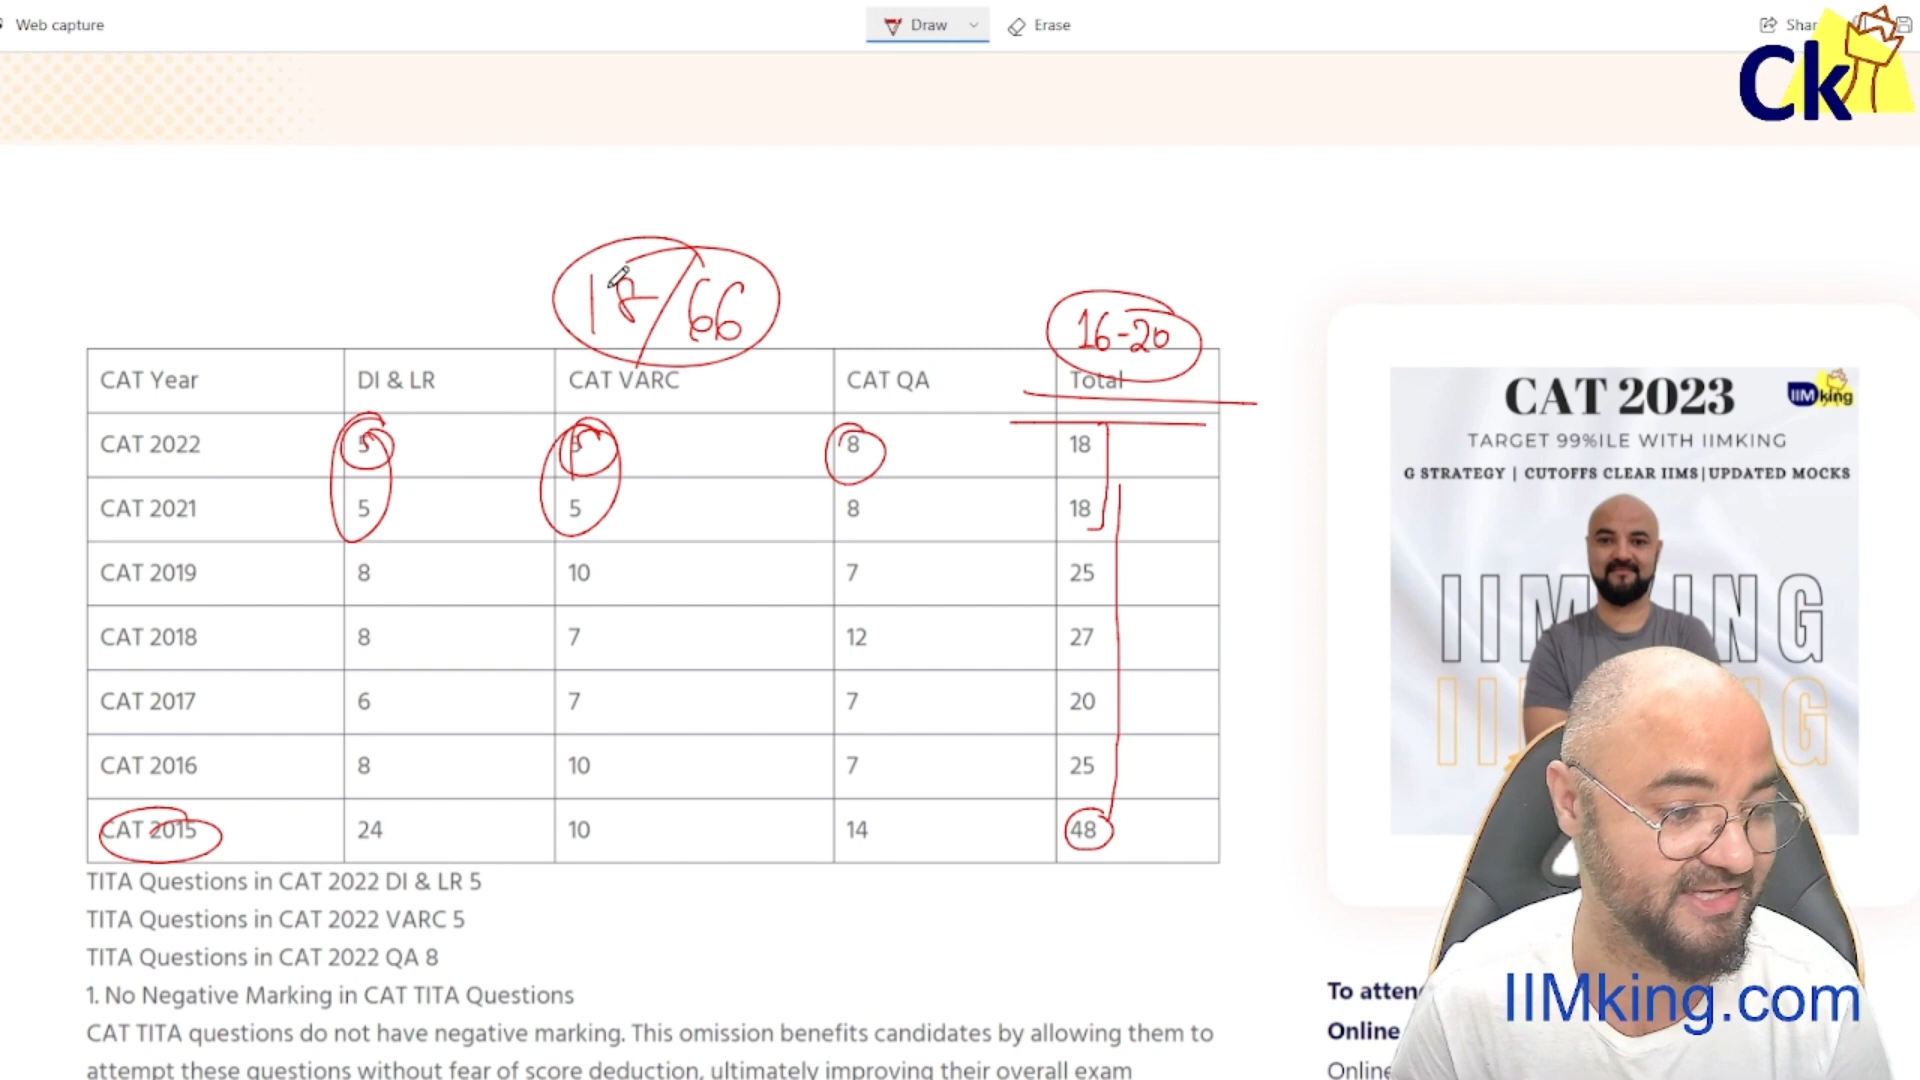 Web capture
Draw
Erase
Shar
Ck
18/66
16-20
CAT Year DI & LR CAT VARC CAT QA Total
CAT 2022 5 5 8 18
CAT 2021 5 5 8 18
CAT 2019 8 10 7 25
CAT 2018 8 7 12 27
CAT 2017 6 7 7 20
CAT 2016 8 10 7 25
CAT 2015 24 10 14 48
TITA Questions in CAT 2022 DI & LR 5
TITA Questions in CAT 2022 VARC 5
TITA Questions in CAT 2022 QA 8
1. No Negative Marking in CAT TITA Questions
CAT TITA questions do not have negative marking. This omission benefits candidates by allowing them to
attempt these questions without fear of score deduction, ultimately improving their overall exam
CAT 2023
IIMking
TARGET 99%ILE WITH IIMKING
G STRATEGY | CUTOFFS CLEAR IIMS|UPDATED MOCKS
To atten
Online
Online
IIMking.com